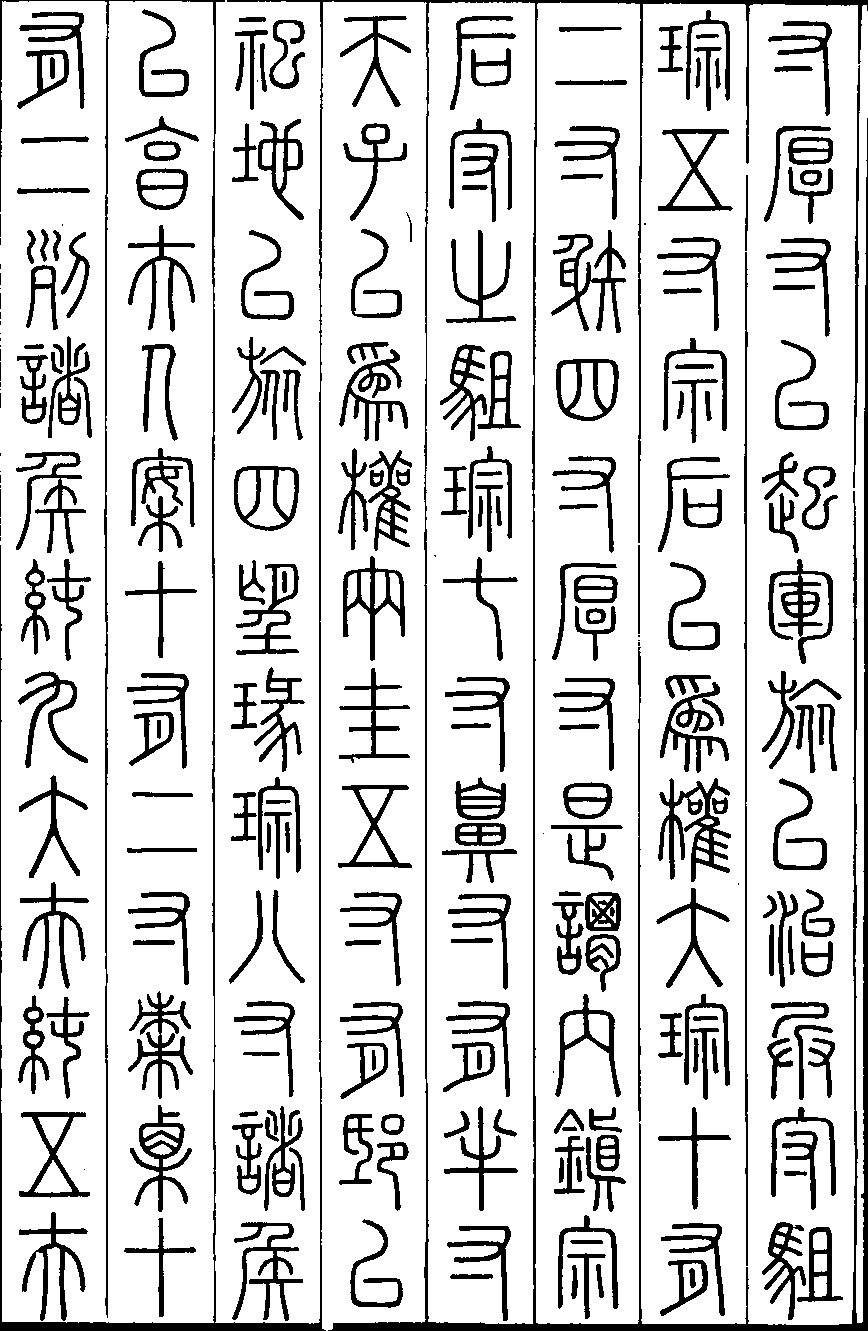 寸厚寸以起軍旅以治兵守駔
琮五寸宗后以為權大琮十有
二寸射四寸厚寸是謂內鎮宗
后守之駔琮七寸鼻寸有半寸
天子以為權兩圭五寸有邸以
祀地以旅四望瑑琮八寸諸侯
以享夫人案十有二寸棗栗十
有二列諸侯純九大夫純五夫